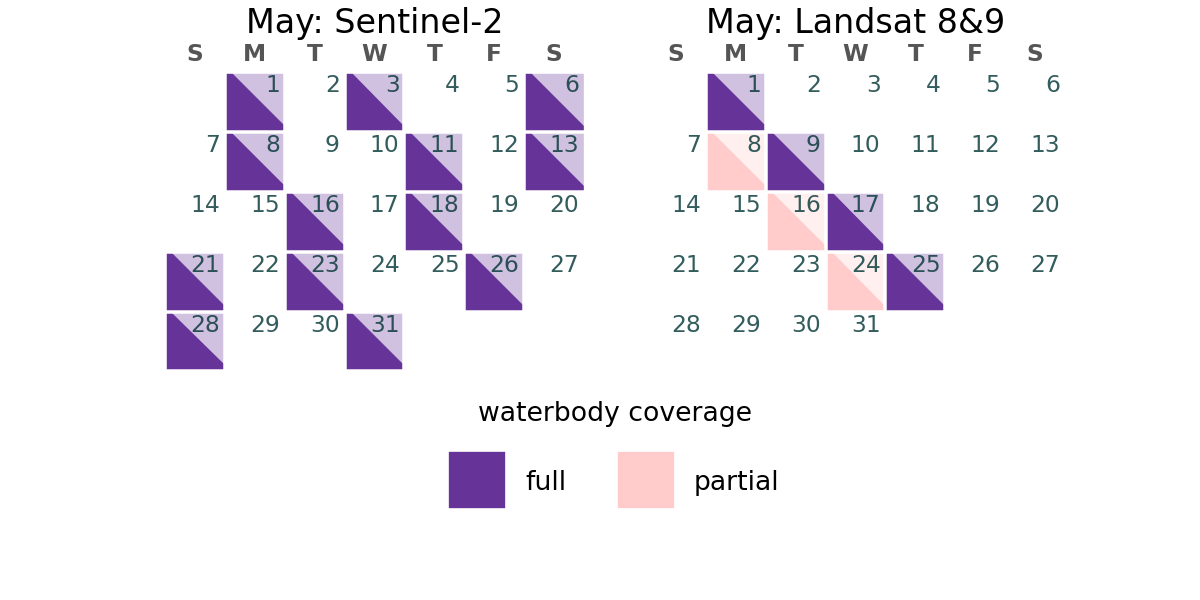 May: Sentinel-2
S M T W T F S
1 2 3 4 5 6
7 8 9 10 11 12 13
14 15 16 17 18 19 20
21 22 23 24 25 26 27
28 29 30 31
May: Landsat 8&9
S M T W T F S
1 2 3 4 5 6
7 8 9 10 11 12 13
14 15 16 17 18 19 20
21 22 23 24 25 26 27
28 29 30 31
waterbody coverage
full
partial